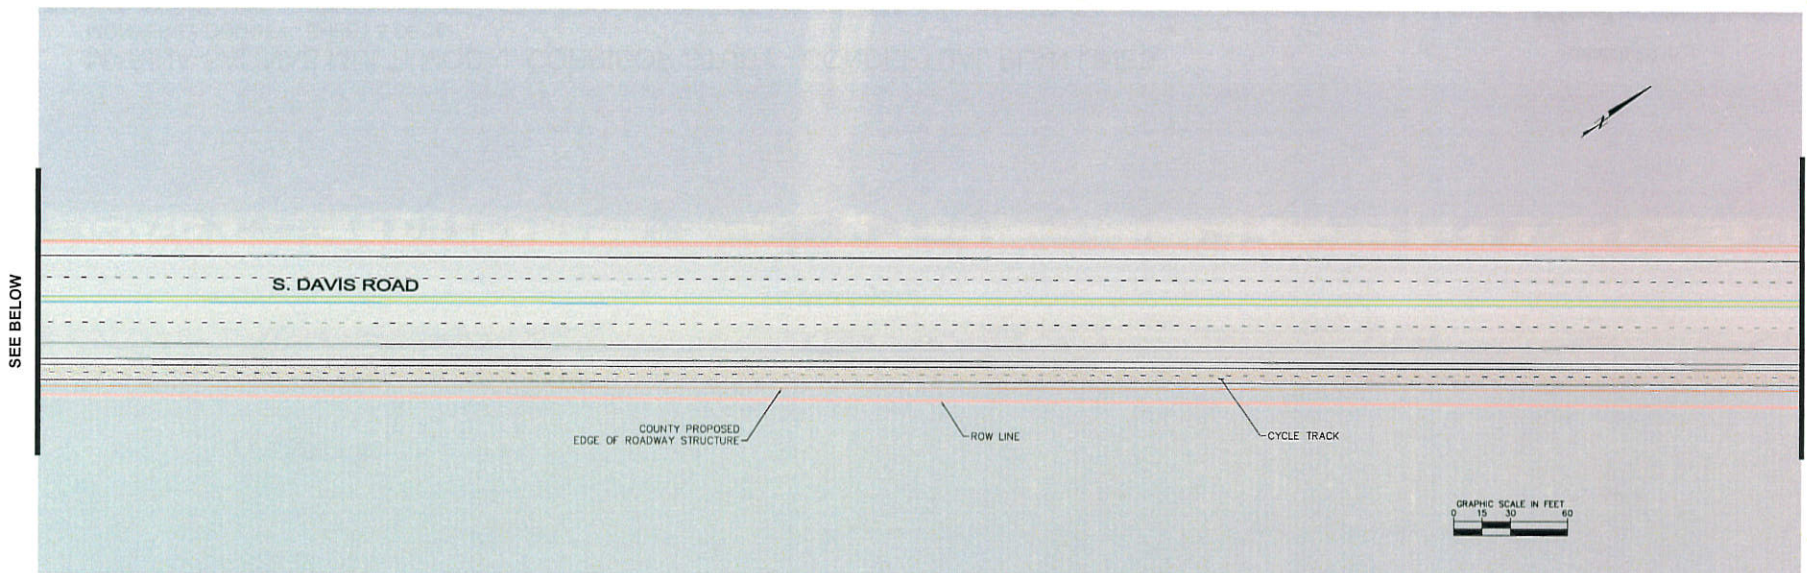 SEE BELOW
S. DAVIS ROAD
COUNTY PROPOSED
EDGE OF ROADWAY STRUCTURE
ROW LINE
CYCLE TRACK
GRAPHIC SCALE IN FEET
0 15 30 60